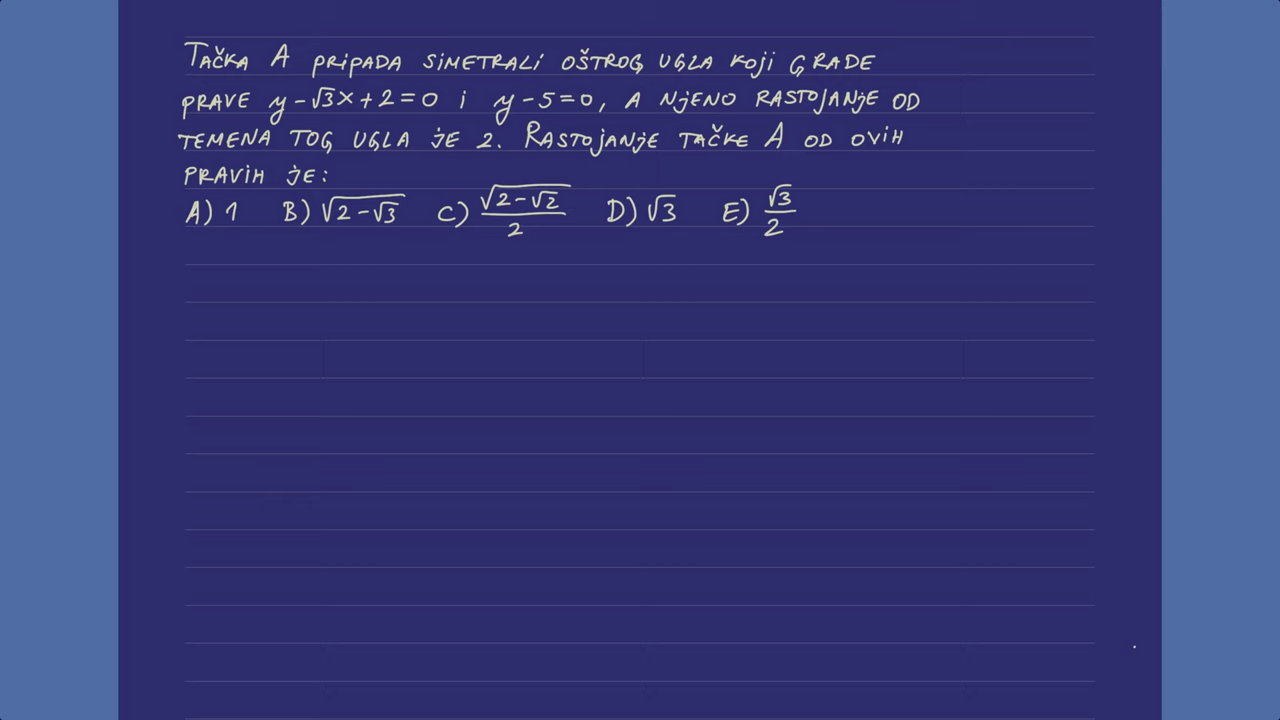 TAČKA A PRIPADA SIMETRALI OŠTROG UGLA KOJI GRADE
PRAVE y-√3x+2=0 i y-5=0, A NJENO RASTOJANJE OD
TEMENA TOG UGLA JE 2. RASTOJANJE TAČKE A OD OVIH
PRAVIH JE:
A) 1 B) √(2-√3) C) √(2-√2)/2 D) √3 E) √3/2